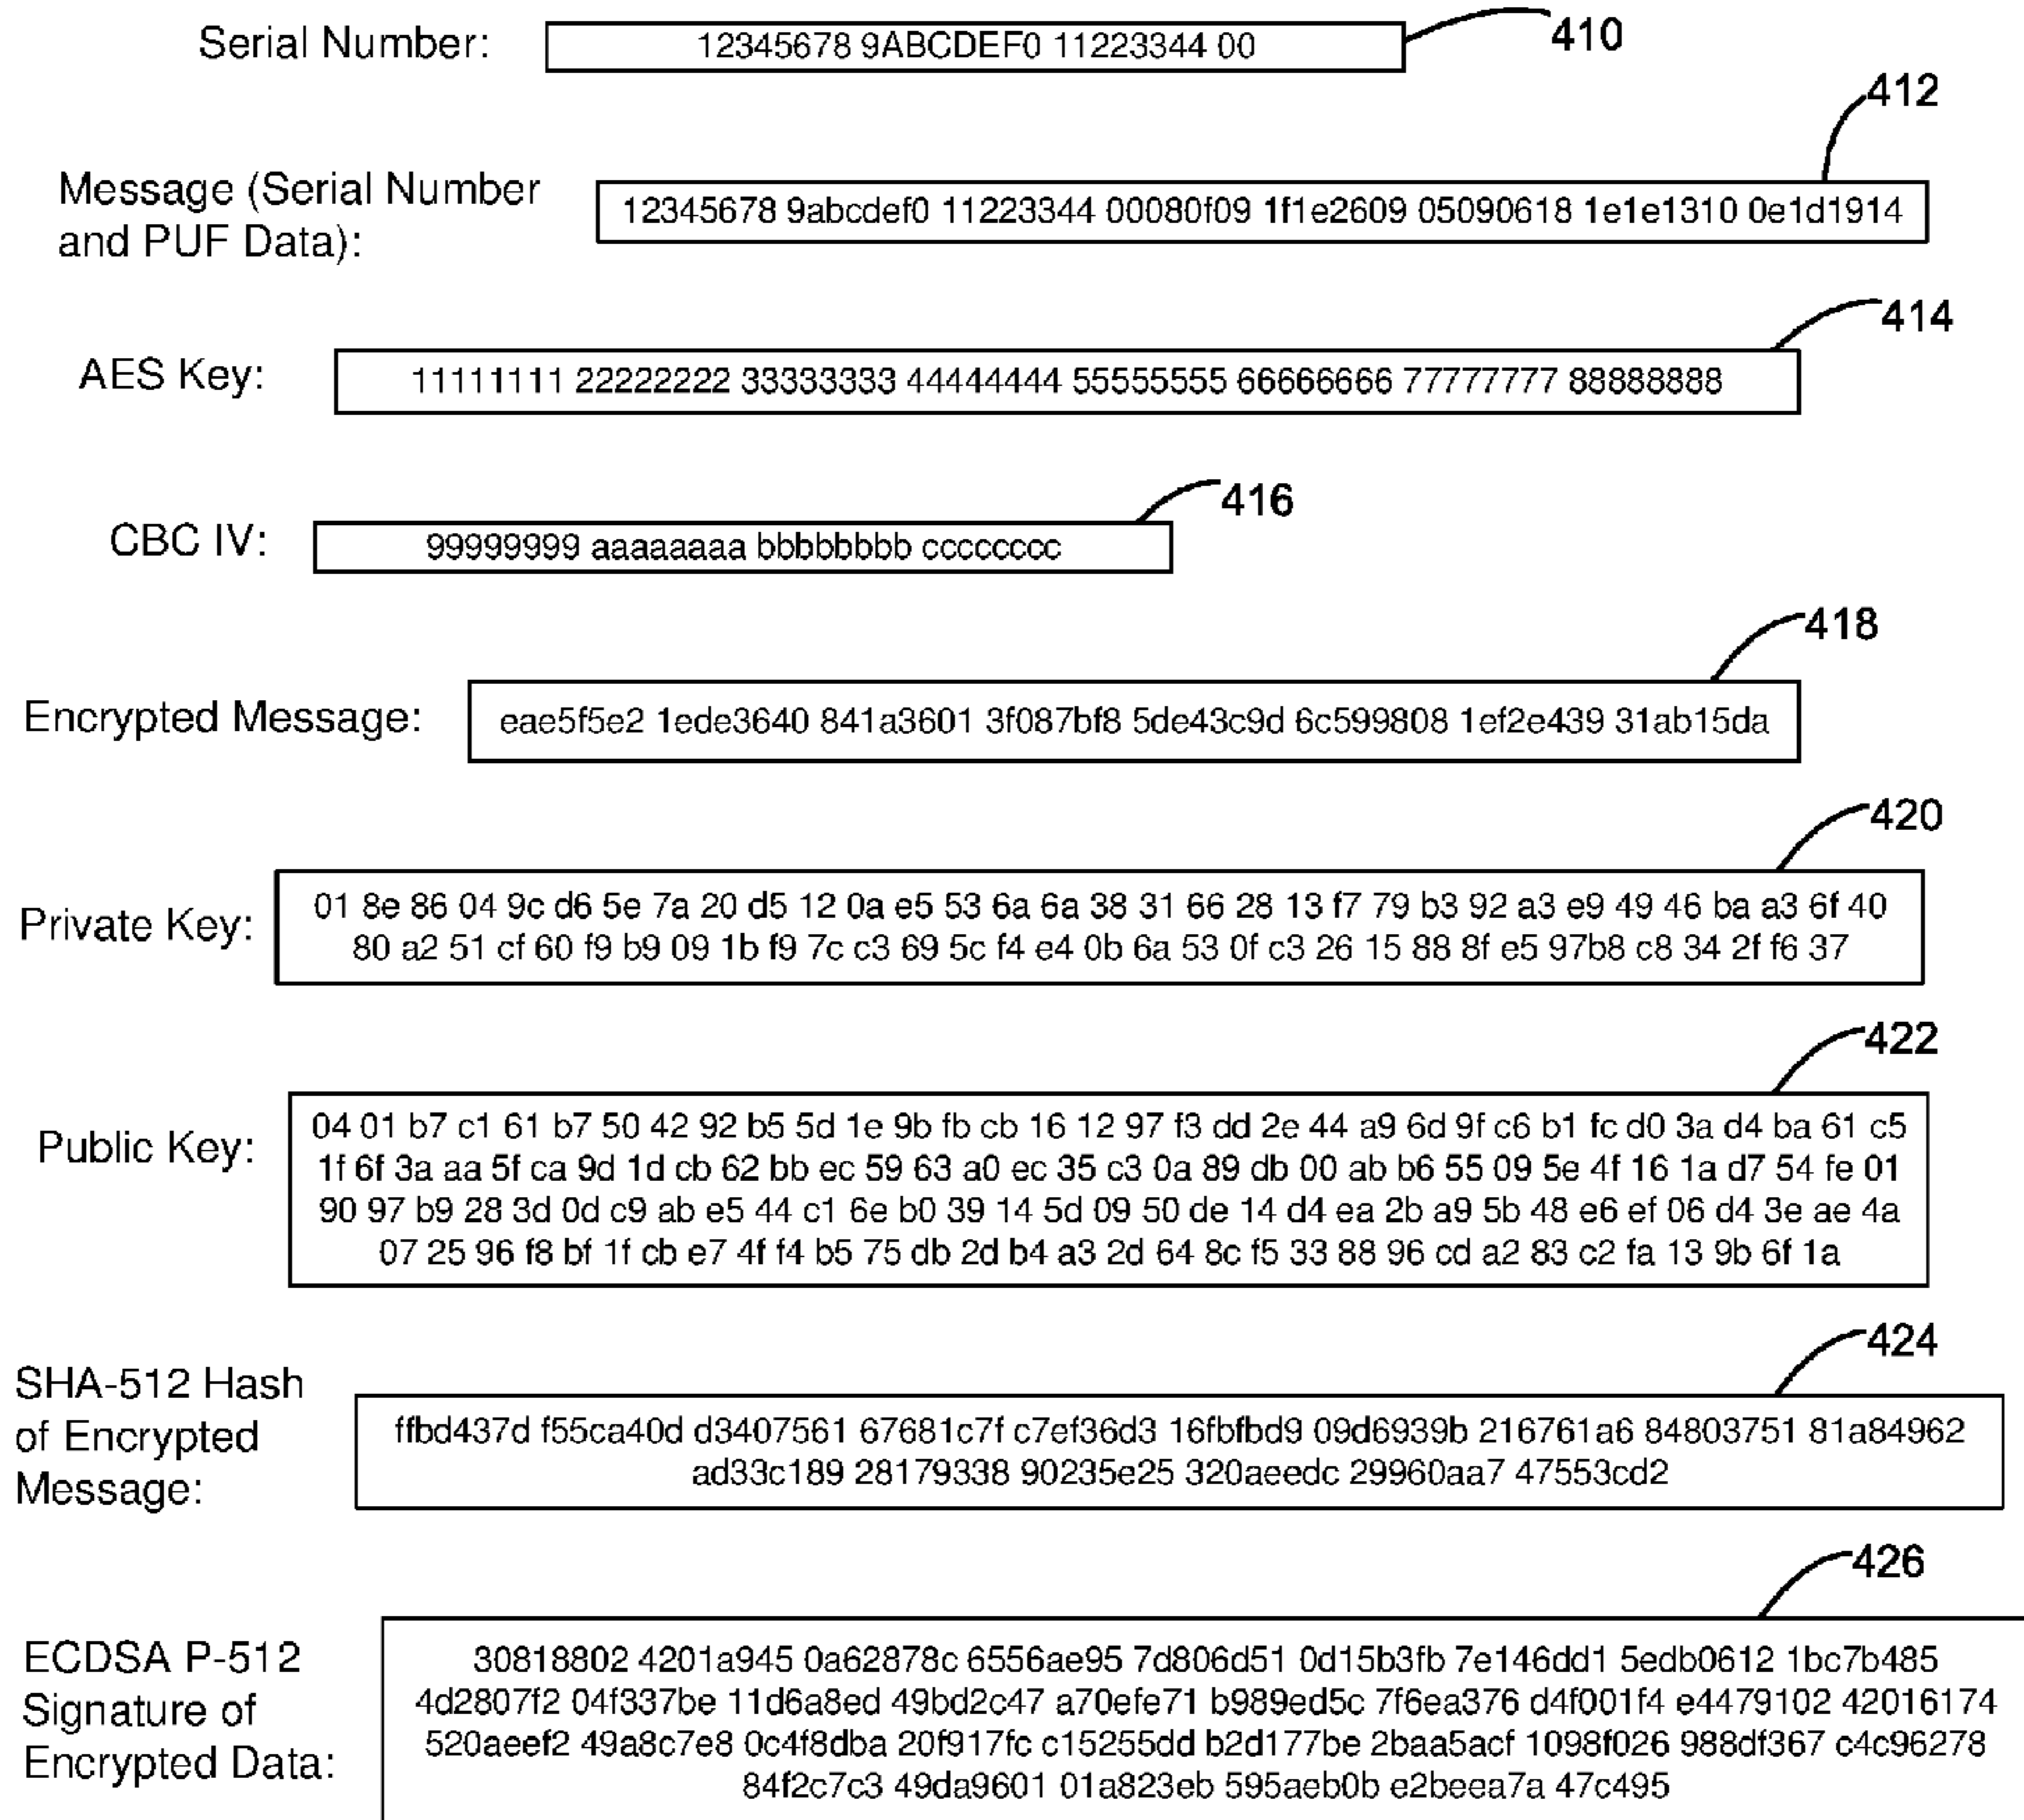 Serial Number: 12345678 9ABCDEF0 11223344 00 410
412
Message (Serial Number
and PUF Data): 12345678 9abcdef0 11223344 00080f09 1f1e2609 05090618 1e1e1310 0e1d1914
414
AES Key: 11111111 22222222 33333333 44444444 55555555 66666666 77777777 88888888
416
CBC IV: 99999999 aaaaaaaa bbbbbbbb cccccccc
418
Encrypted Message: eae5f5e2 1ede3640 841a3601 3f087bf8 5de43c9d 6c599808 1ef2e439 31ab15da
420
Private Key: 01 8e 86 04 9c d6 5e 7a 20 d5 12 0a e5 53 6a 6a 38 31 66 28 13 f7 79 b3 92 a3 e9 49 46 ba a3 6f 40
80 a2 51 cf 60 f9 b9 09 1b f9 7c c3 69 5c f4 e4 0b 6a 53 0f c3 26 15 88 8f e5 97b8 c8 34 2f f6 37
422
Public Key: 04 01 b7 c1 61 b7 50 42 92 b5 5d 1e 9b fb cb 16 12 97 f3 dd 2e 44 a9 6d 9f c6 b1 fc d0 3a d4 ba 61 c5
1f 6f 3a aa 5f ca 9d 1d cb 62 bb ec 59 63 a0 ec 35 c3 0a 89 db 00 ab b6 55 09 5e 4f 16 1a d7 54 fe 01
90 97 b9 28 3d 0d c9 ab e5 44 c1 6e b0 39 14 5d 09 50 de 14 d4 ea 2b a9 5b 48 e6 ef 06 d4 3e ae 4a
07 25 96 f8 bf 1f cb e7 4f f4 b5 75 db 2d b4 a3 2d 64 8c f5 33 88 96 cd a2 83 c2 fa 13 9b 6f 1a
424
SHA-512 Hash
of Encrypted
Message:
ffbd437d f55ca40d d3407561 67681c7f c7ef36d3 16fbfbd9 09d6939b 216761a6 84803751 81a84962
ad33c189 28179338 90235e25 320aeedc 29960aa7 47553cd2
426
ECDSA P-512
Signature of
Encrypted Data:
30818802 4201a945 0a62878c 6556ae95 7d806d51 0d15b3fb 7e146dd1 5edb0612 1bc7b485
4d2807f2 04f337be 11d6a8ed 49bd2c47 a70efe71 b989ed5c 7f6ea376 d4f001f4 e4479102 42016174
520aeef2 49a8c7e8 0c4f8dba 20f917fc c15255dd b2d177be 2baa5acf 1098f026 988df367 c4c96278
84f2c7c3 49da9601 01a823eb 595aeb0b e2beea7a 47c495